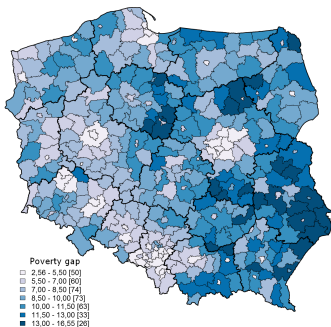 Poverty gap
2,56 - 5,50 [50]
5,50 - 7,00 [60]
7,00 - 8,50 [74]
8,50 - 10,00 [73]
10,00 - 11,50 [63]
11,50 - 13,00 [33]
13,00 - 16,55 [26]